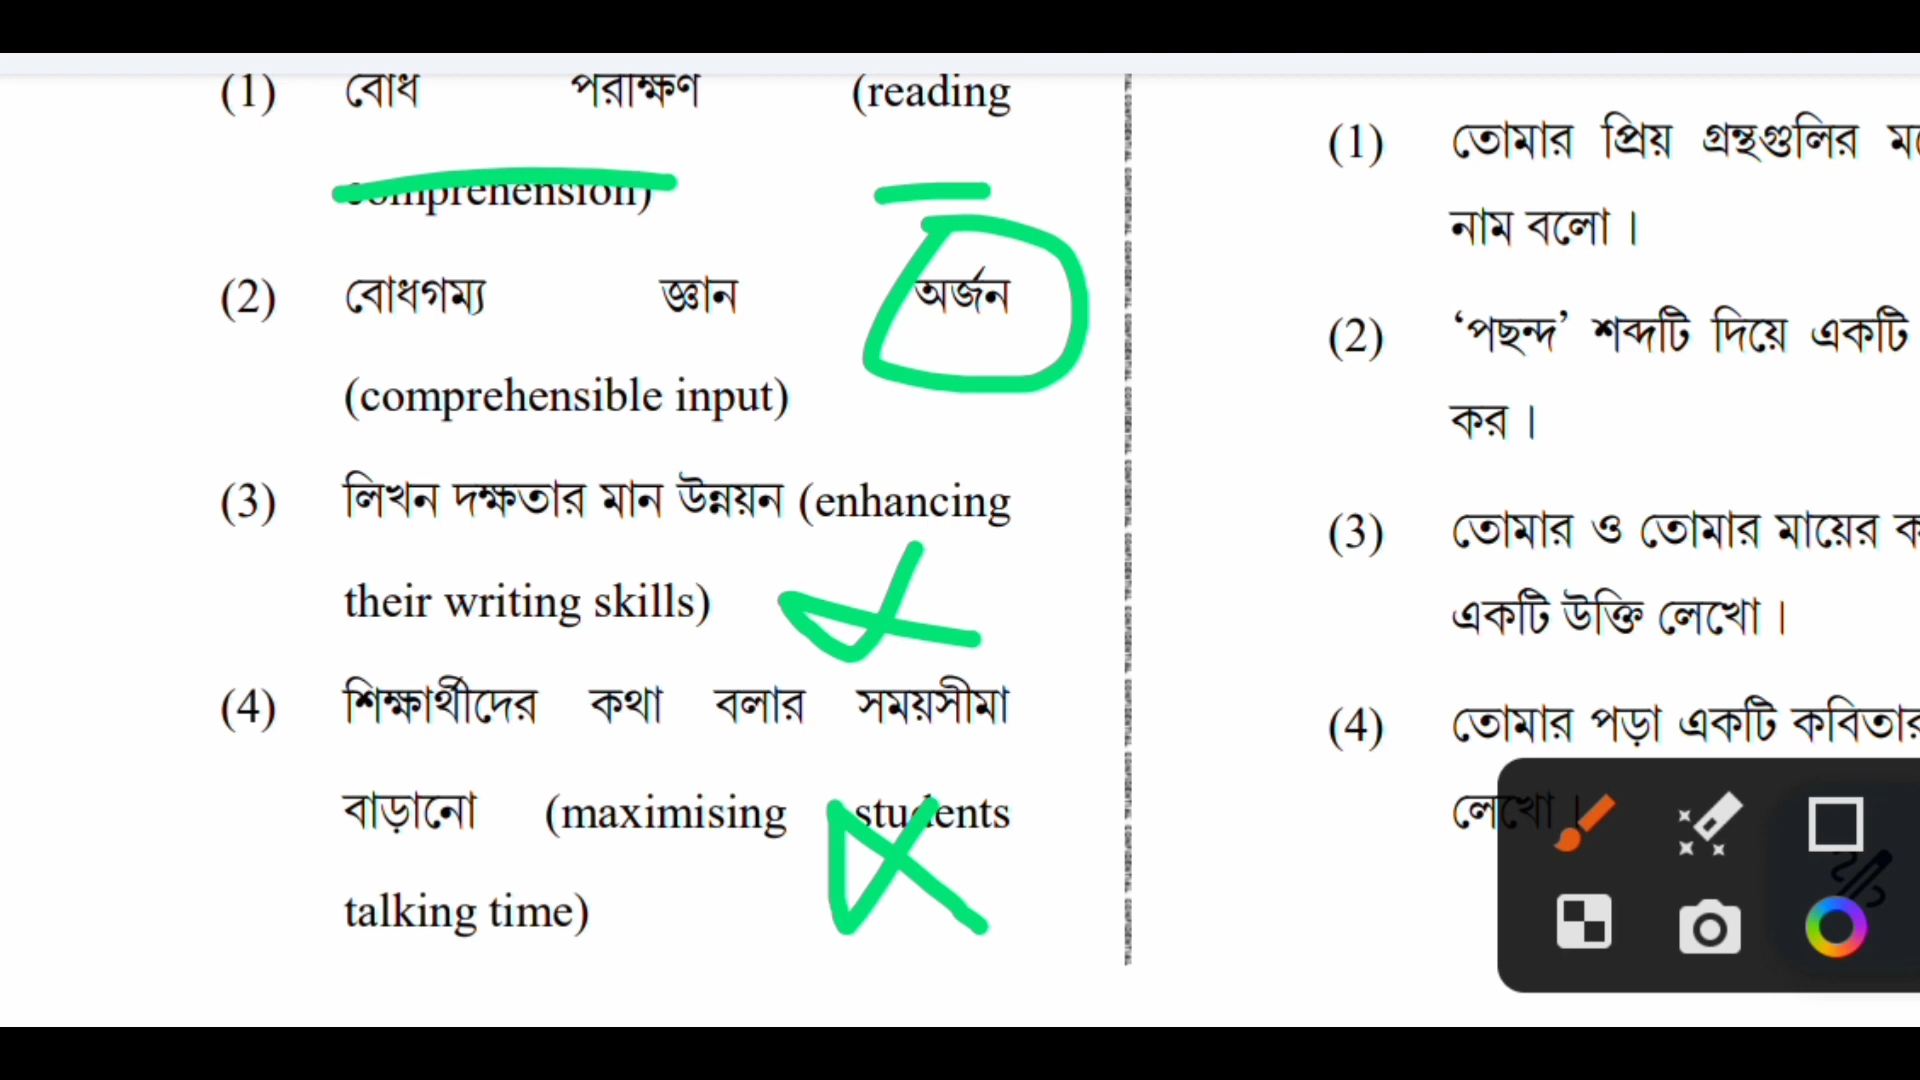 (1) বোধ পরীক্ষণ (reading
comprehension)
(2) বোধগম্য জ্ঞান অর্জন
(comprehensible input)
(3) লিখন দক্ষতার মান উন্নয়ন (enhancing
their writing skills)
(4) শিক্ষার্থীদের কথা বলার সময়সীমা
বাড়ানো (maximising students
talking time)
(1) তোমার প্রিয় গ্রন্থগুলির
নাম বলো।
(2) ‘পছন্দ’ শব্দটি দিয়ে একটি
কর।
(3) তোমার ও তোমার মায়ের
একটি উক্তি লেখো।
(4) তোমার পড়া একটি কবিতার
লেখো।